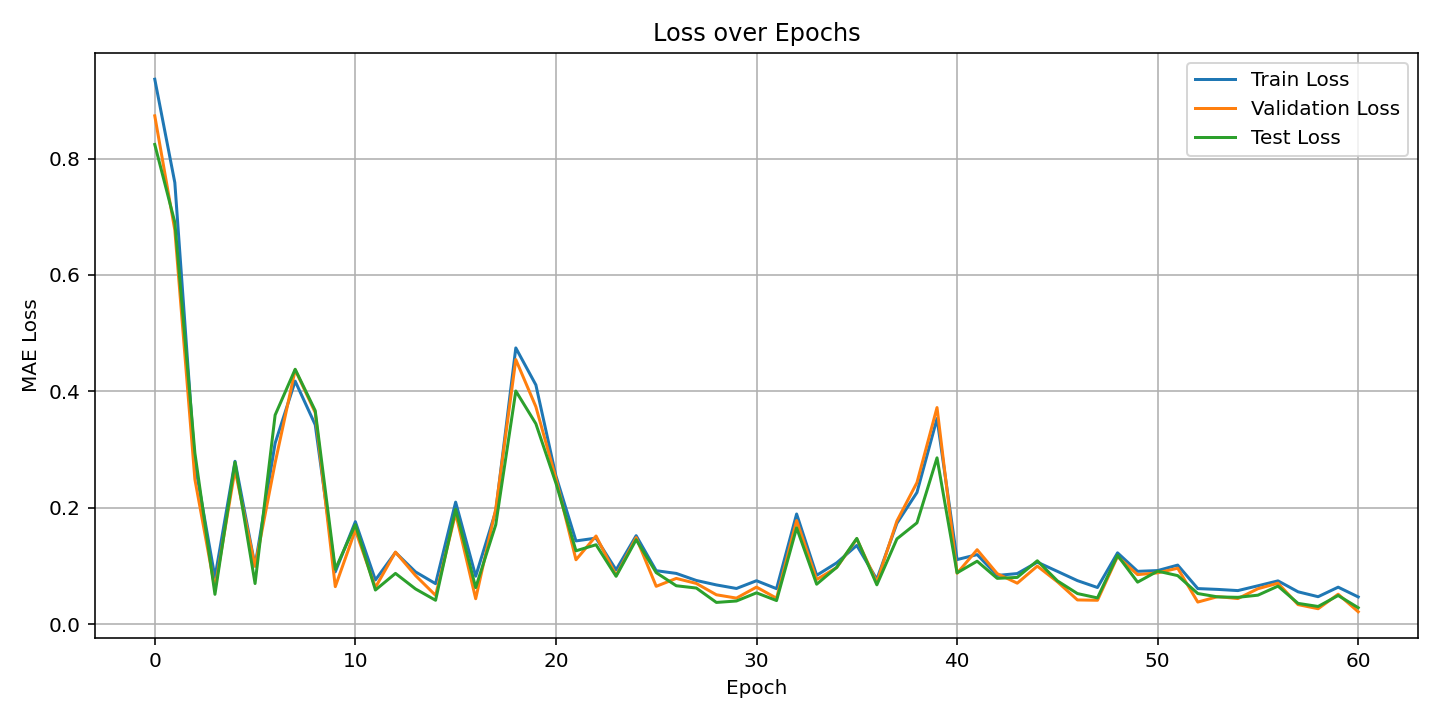 Loss over Epochs
Train Loss
Validation Loss
Test Loss
MAE Loss
0.8
0.6
0.4
0.2
0.0
0 10 20 30 40 50 60
Epoch